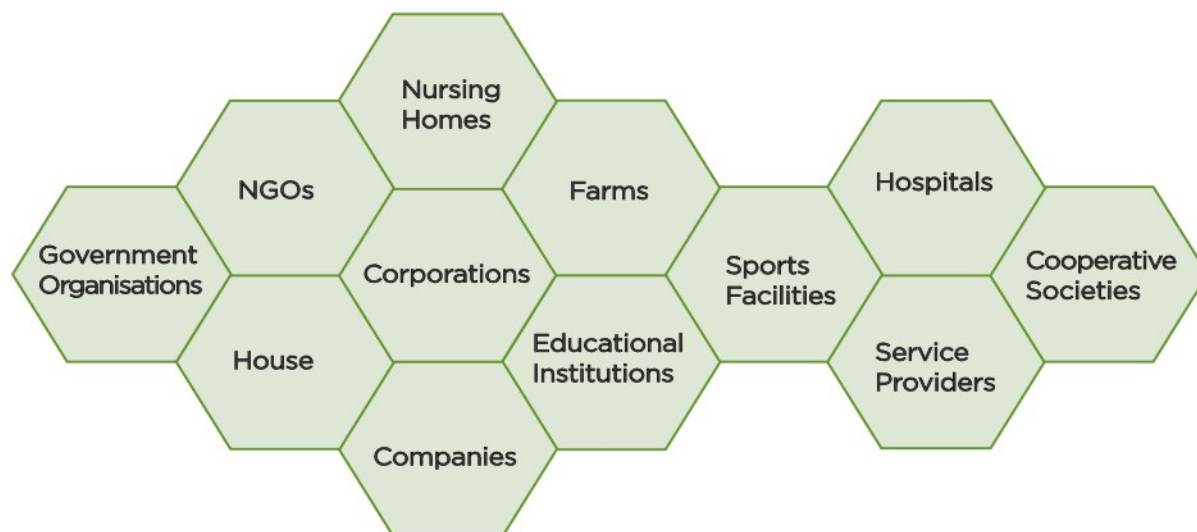 Nursing
Homes
NGOs
Farms
Hospitals
Government
Organisations
Corporations
Sports
Facilities
Cooperative
Societies
House
Educational
Institutions
Service
Providers
Companies